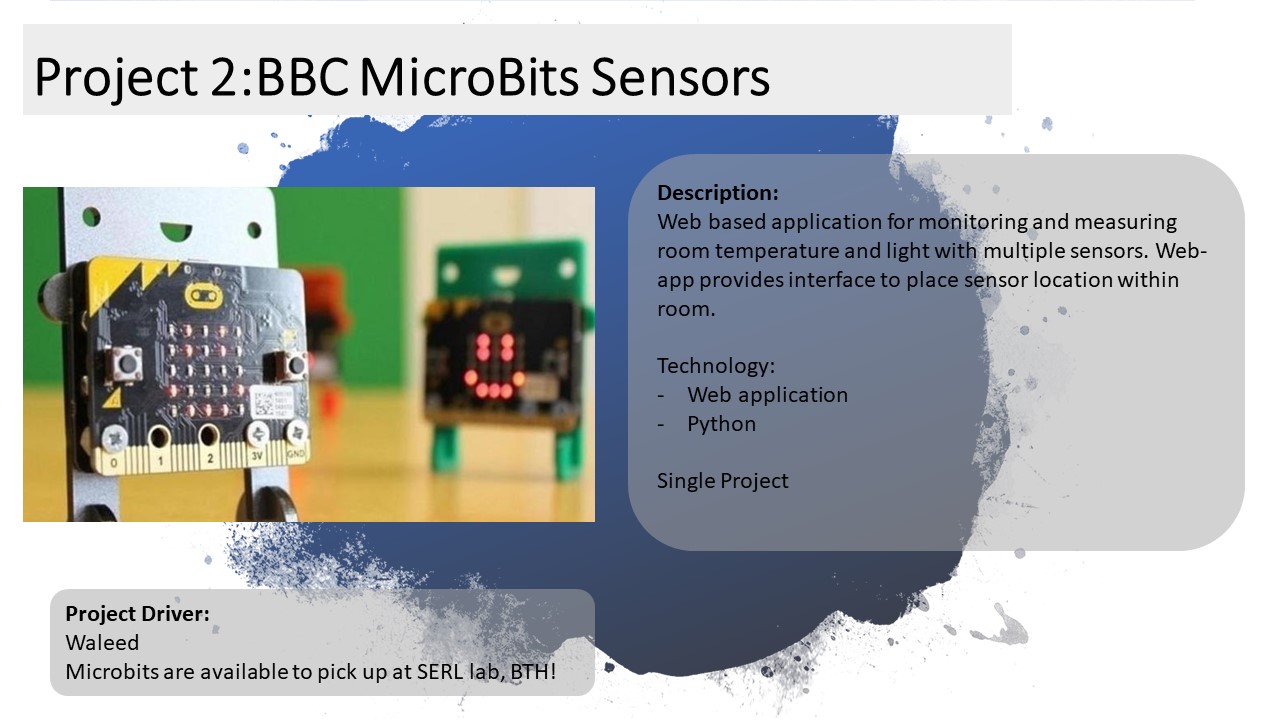 Project 2:BBC MicroBits Sensors
Description:
Web based application for monitoring and measuring
room temperature and light with multiple sensors. Web-
app provides interface to place sensor location within
room.
Technology:
- Web application
- Python
Single Project
0 1 2 3V GND
Project Driver:
Waleed
Microbits are available to pick up at SERL lab, BTH!